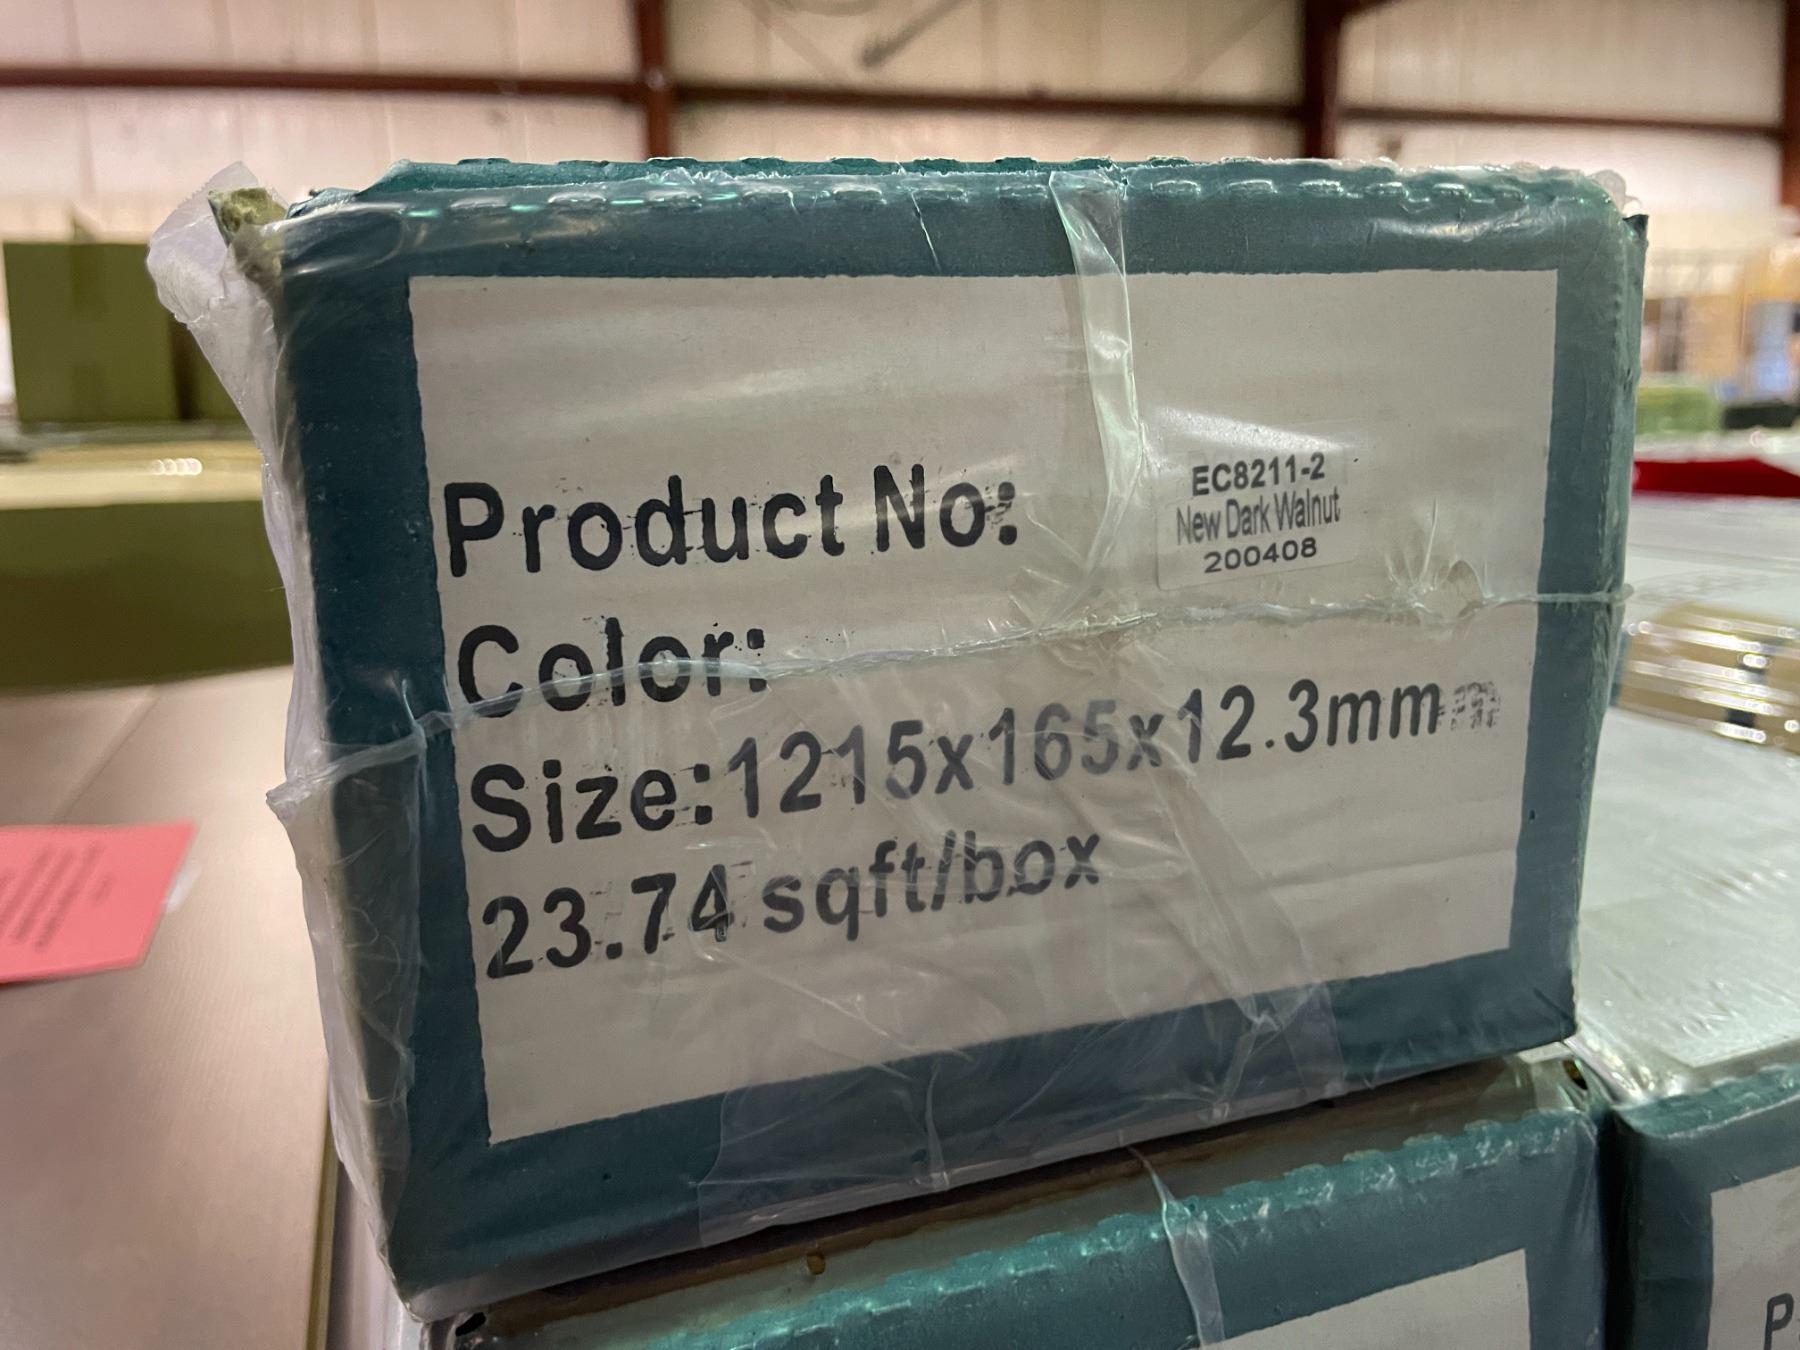 Product No:
EC8211-2
New Dark Walnut
200408
Color:
Size:1215x165x12.3mm
23.74 sqft/box